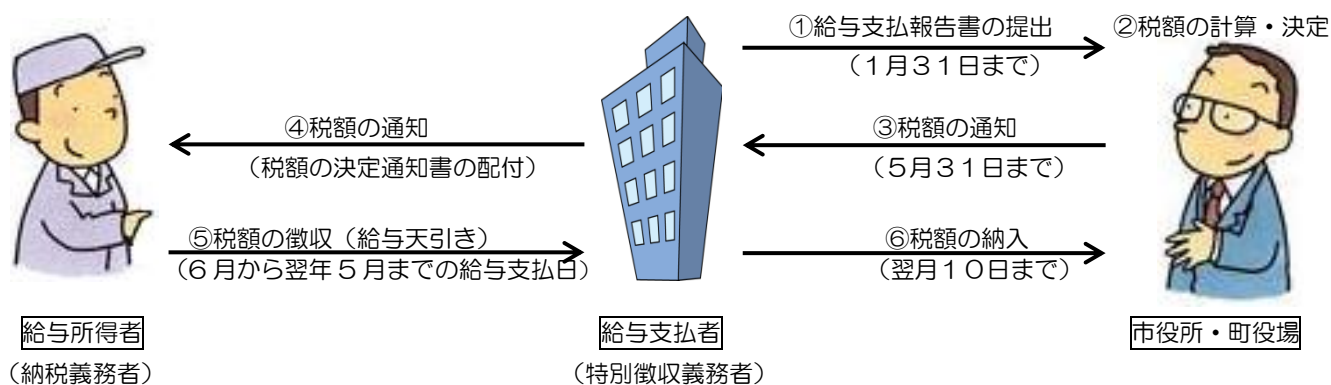 ①給与支払報告書の提出
（１月３１日まで）
②税額の計算・決定
③税額の通知
（５月３１日まで）
④税額の通知
（税額の決定通知書の配付）
⑤税額の徴収（給与天引き）
（６月から翌年５月までの給与支払日）
⑥税額の納入
（翌月１０日まで）
給与所得者
（納税義務者）
給与支払者
（特別徴収義務者）
市役所・町役場